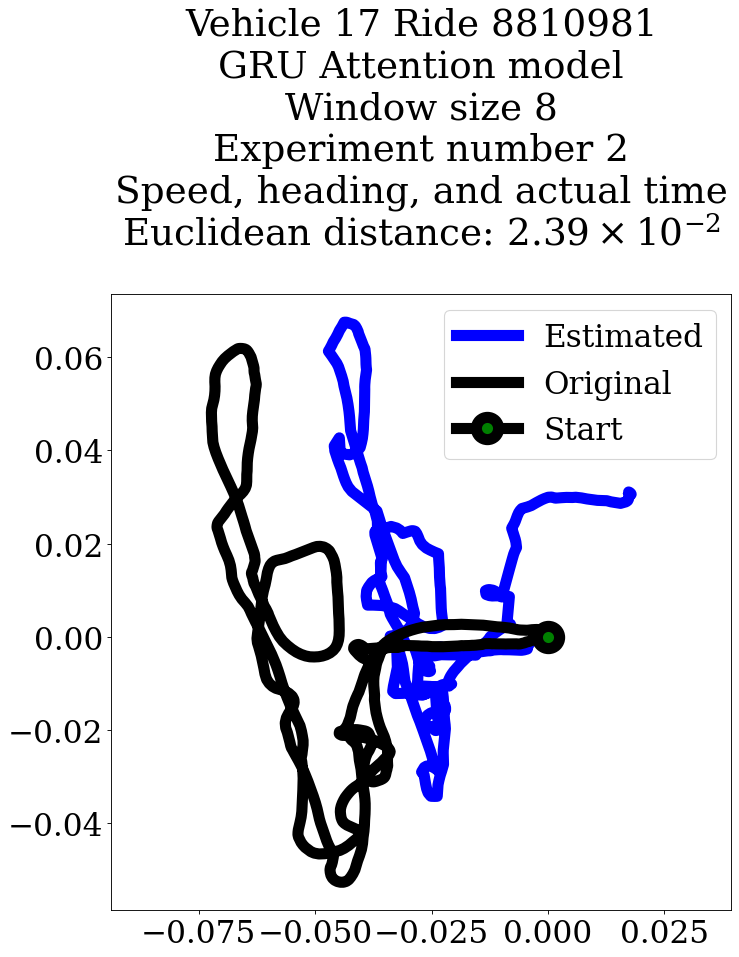 Vehicle 17 Ride 8810981
GRU Attention model
Window size 8
Experiment number 2
Speed, heading, and actual time
Euclidean distance: 2.39 × 10⁻²
Estimated
Original
Start
0.06
0.04
0.02
0.00
−0.02
−0.04
−0.075 −0.050 −0.025 0.000 0.025